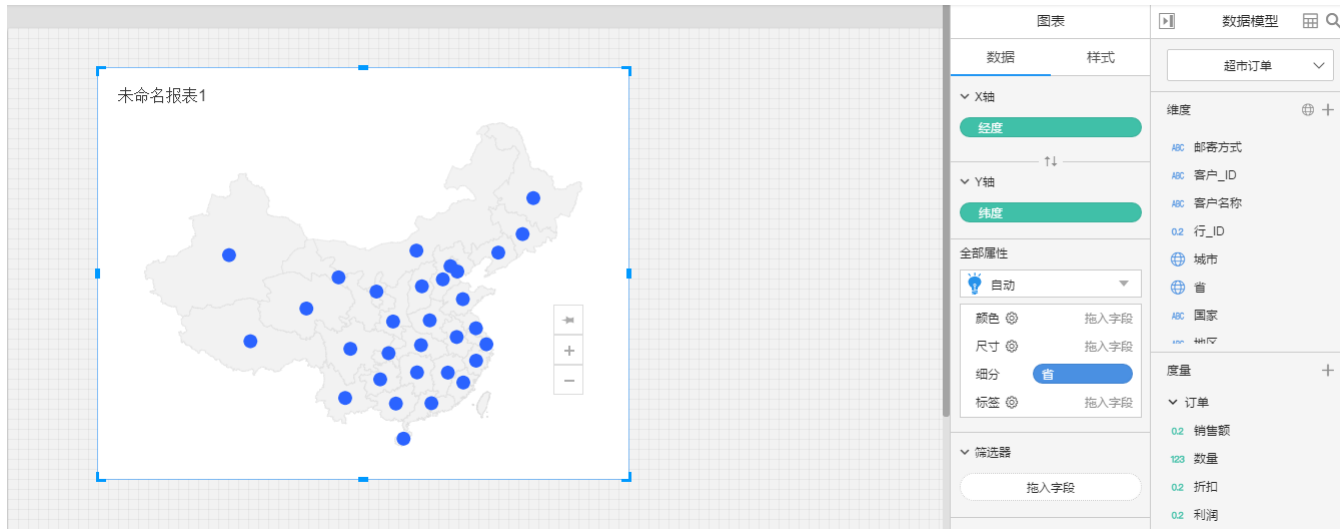 未命名报表1
图表
数据 样式
X轴
经度
Y轴
纬度
全部属性
自动
颜色 拖入字段
尺寸 拖入字段
细分 省
标签 拖入字段
筛选器
拖入字段
数据模型
超市订单
维度
ABC 邮寄方式
ABC 客户_ID
ABC 客户名称
0.2 行_ID
城市
省
ABC 国家
ABC 地区
度量
订单
0.2 销售额
123 数量
0.2 折扣
0.2 利润